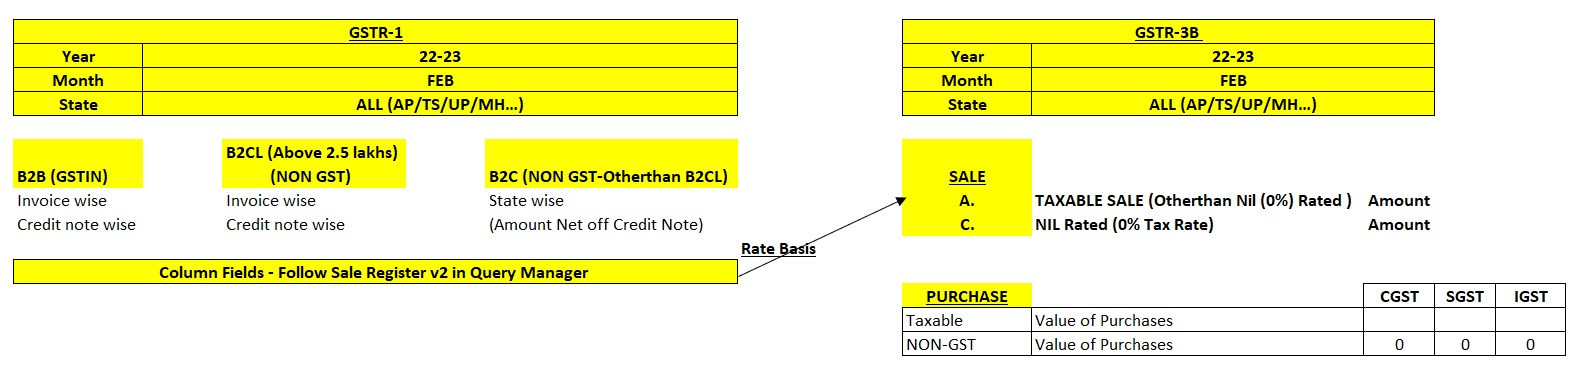 GSTR-1
Year 22-23
Month FEB
State ALL (AP/TS/UP/MH...)
B2B (GSTIN)
Invoice wise
Credit note wise
B2CL (Above 2.5 lakhs)
(NON GST)
Invoice wise
Credit note wise
B2C (NON GST-Otherthan B2CL)
State wise
(Amount Net off Credit Note)
Column Fields - Follow Sale Register v2 in Query Manager
Rate Basis
GSTR-3B
Year 22-23
Month FEB
State ALL (AP/TS/UP/MH...)
SALE
A. TAXABLE SALE (Otherthan Nil (0%) Rated ) Amount
C. NIL Rated (0% Tax Rate) Amount
PURCHASE CGST SGST IGST
Taxable Value of Purchases
NON-GST Value of Purchases 0 0 0